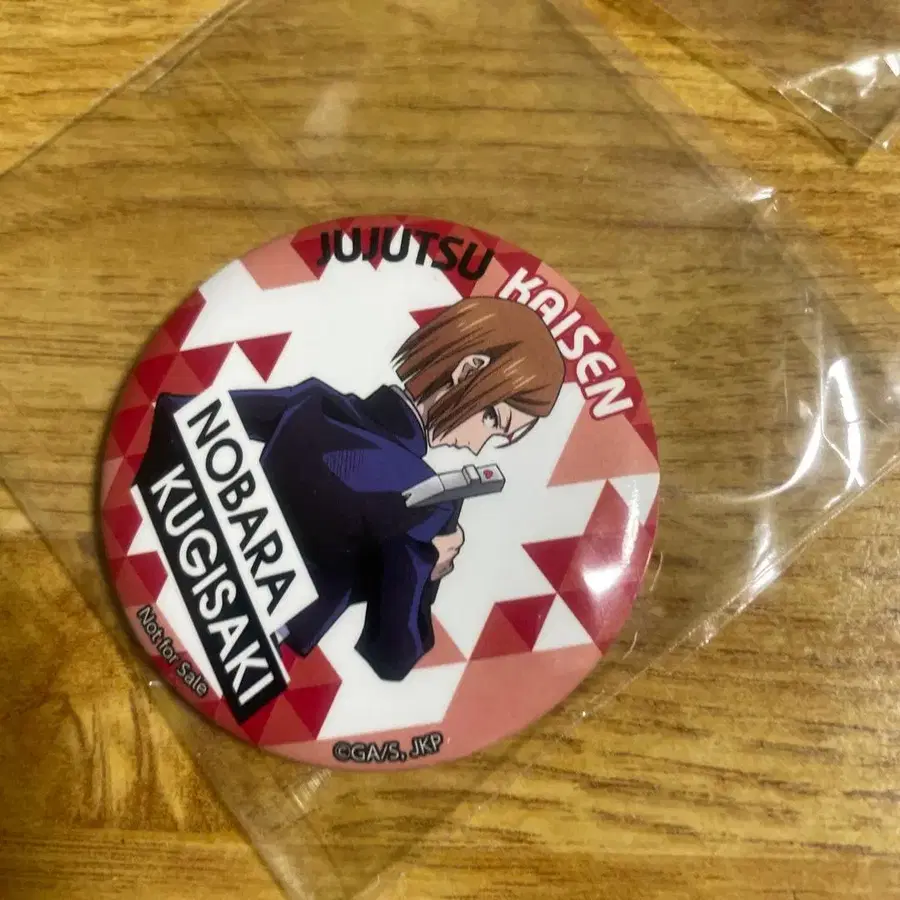 JUJUTSU
KAISEN
NOBARA
KUGISAKI
Not for Sale
©GA/S, JKP